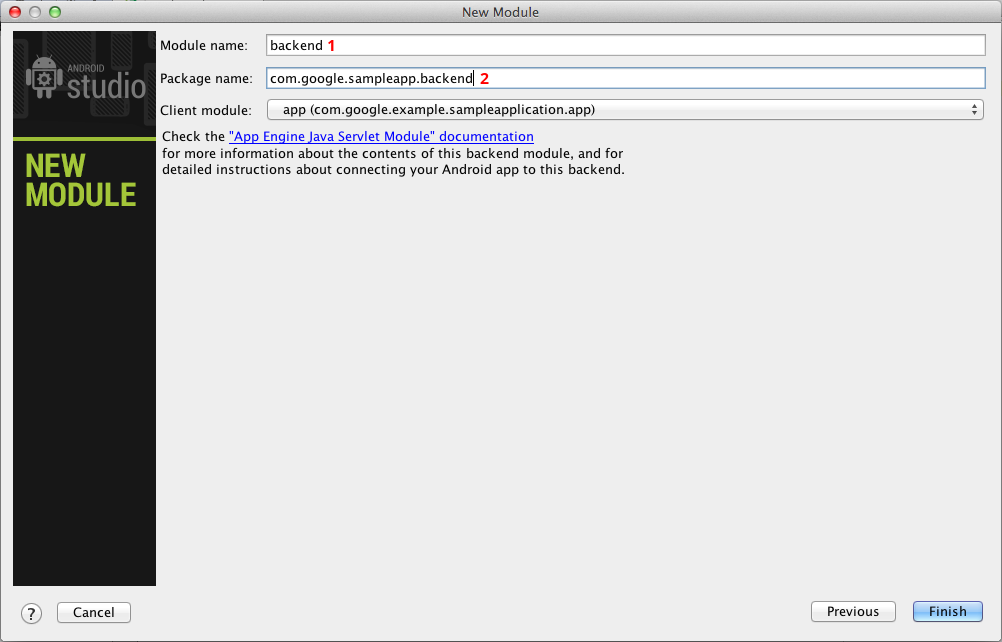 New Module
ANDROID
studio
NEW
MODULE
Module name: backend 1
Package name: com.google.sampleapp.backend 2
Client module: app (com.google.example.sampleapplication.app)
Check the "App Engine Java Servlet Module" documentation
for more information about the contents of this backend module, and for
detailed instructions about connecting your Android app to this backend.
? Cancel Previous Finish